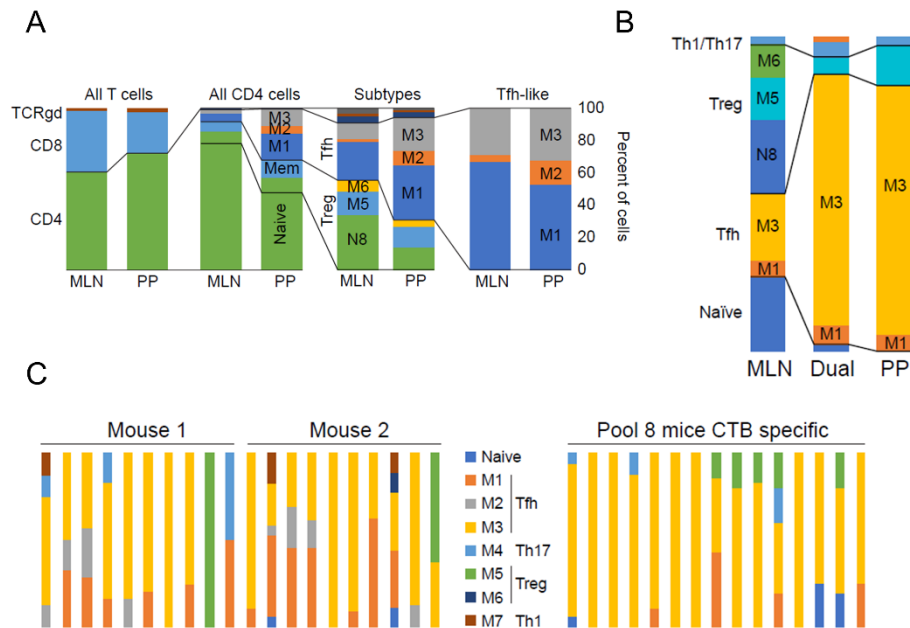 A
All T cells
All CD4 cells
Subtypes
Tfh-like
TCRgd
CD8
CD4
M3
M2
M1
Mem
Naive
Tfh
Treg
M6
M5
N8
M3
M2
M1
M2
M1
100
80
60
40
20
0
Percent of cells
MLN
PP
MLN
PP
MLN
PP
MLN
PP
B
Th1/Th17
Treg
Tfh
Naïve
M6
M5
N8
M3
M1
M3
M1
M3
M1
MLN
Dual
PP
C
Mouse 1
Mouse 2
Pool 8 mice CTB specific
Naive
M1
M2 Tfh
M3
M4 Th17
M5 Treg
M6
M7 Th1